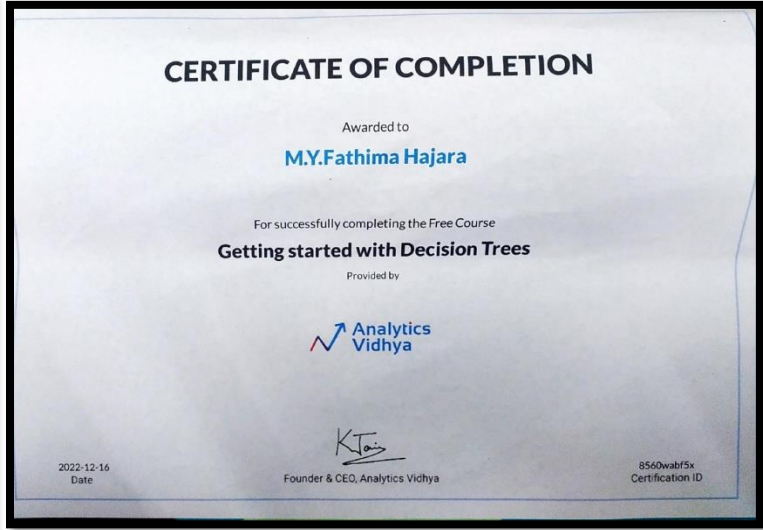 CERTIFICATE OF COMPLETION
Awarded to
M.Y.Fathima Hajara
For successfully completing the Free Course
Getting started with Decision Trees
Provided by
Analytics
Vidhya
KJain
Founder & CEO, Analytics Vidhya
2022-12-16
Date
8560wabf5x
Certification ID